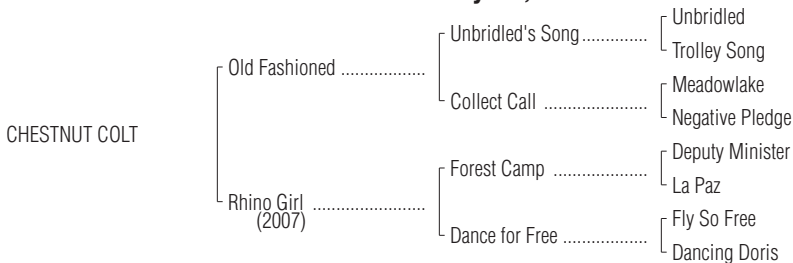 Unbridled
Unbridled's Song ..............
Trolley Song
Old Fashioned ..................
Meadowlake
Collect Call ......................
Negative Pledge
CHESTNUT COLT
Deputy Minister
Forest Camp ....................
La Paz
Rhino Girl ........................
(2007)
Fly So Free
Dance for Free ..................
Dancing Doris